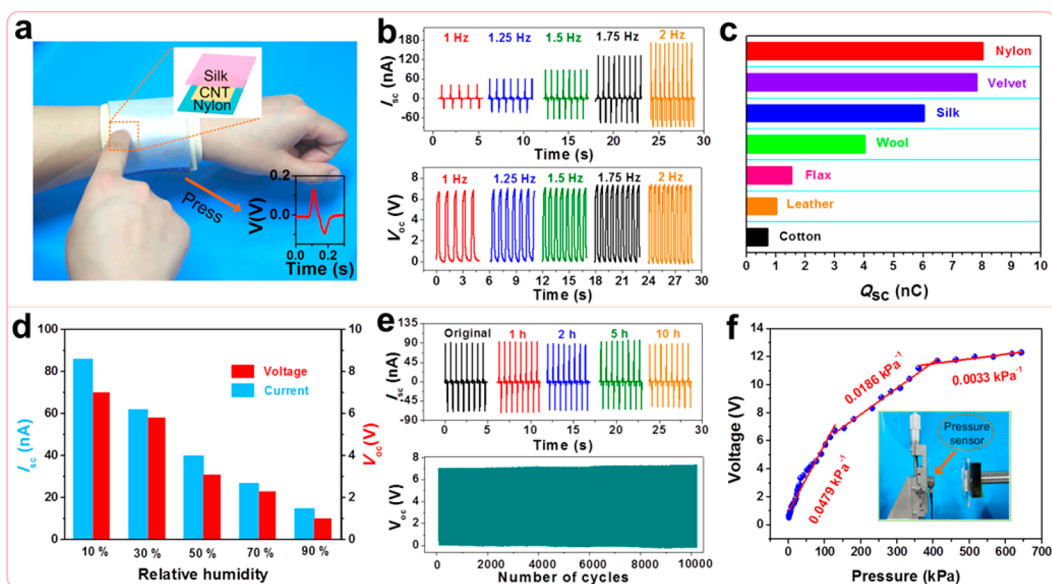 a
Silk
CNT
Nylon
Press
V(V)
0.2
0.0
0.0 0.2
Time (s)
b
Isc (nA)
180
120
60
0
-60
1 Hz 1.25 Hz 1.5 Hz 1.75 Hz 2 Hz
0 5 10 15 20 25 30
Time (s)
Voc (V)
8
6
4
2
0
1 Hz 1.25 Hz 1.5 Hz 1.75 Hz 2 Hz
0 3 6 9 12 15 18 21 24 27 30
Time (s)
c
Nylon
Velvet
Silk
Wool
Flax
Leather
Cotton
0 1 2 3 4 5 6 7 8 9 10
QSC (nC)
d
Isc (nA)
100
80
60
40
20
0
Voltage
Current
10
8
6
4
2
0
Voc(V)
10 % 30 % 50 % 70 % 90 %
Relative humidity
e
Isc (nA)
135
90
45
0
-45
-90
Original 1 h 2 h 5 h 10 h
0 5 10 15 20 25 30
Time (s)
Voc (V)
8
4
0
0 2000 4000 6000 8000 10000
Number of cycles
f
Voltage (V)
14
12
10
8
6
4
2
0
0.0479 kPa-1
0.0186 kPa-1
0.0033 kPa-1
Pressure
sensor
0 100 200 300 400 500 600 700
Pressure (kPa)